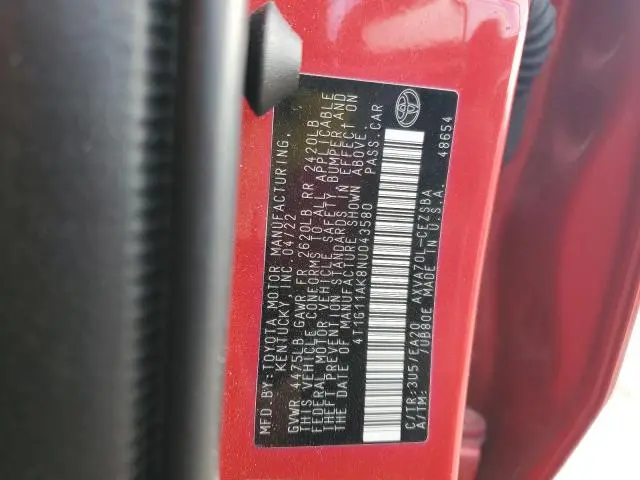 MFD.BY:TOYOTA MOTOR MANUFACTURING,
KENTUCKY, INC. 04/22
GVWR 4475LB GAWR FR 2620LB RR 2420LB
THIS VEHICLE CONFORMS TO ALL APPLICABLE
FEDERAL MOTOR VEHICLE SAFETY, BUMPER AND
THEFT PREVENTION STANDARDS IN EFFECT ON
THE DATE OF MANUFACTURE SHOWN ABOVE.
4T1G11AK8NU043580 PASS.CAR
C/TR:3U5/EA20 AXVA70L-CEZSBA
A/TM: /UB80E MADE IN U.S.A. 48654